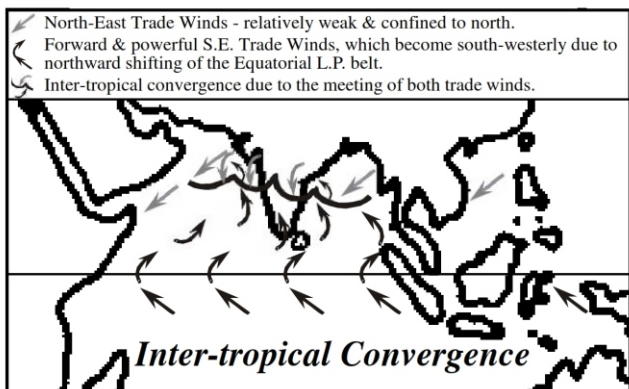 North-East Trade Winds - relatively weak & confined to north.
Forward & powerful S.E. Trade Winds, which become south-westerly due to
northward shifting of the Equatorial L.P. belt.
Inter-tropical convergence due to the meeting of both trade winds.
Inter-tropical Convergence